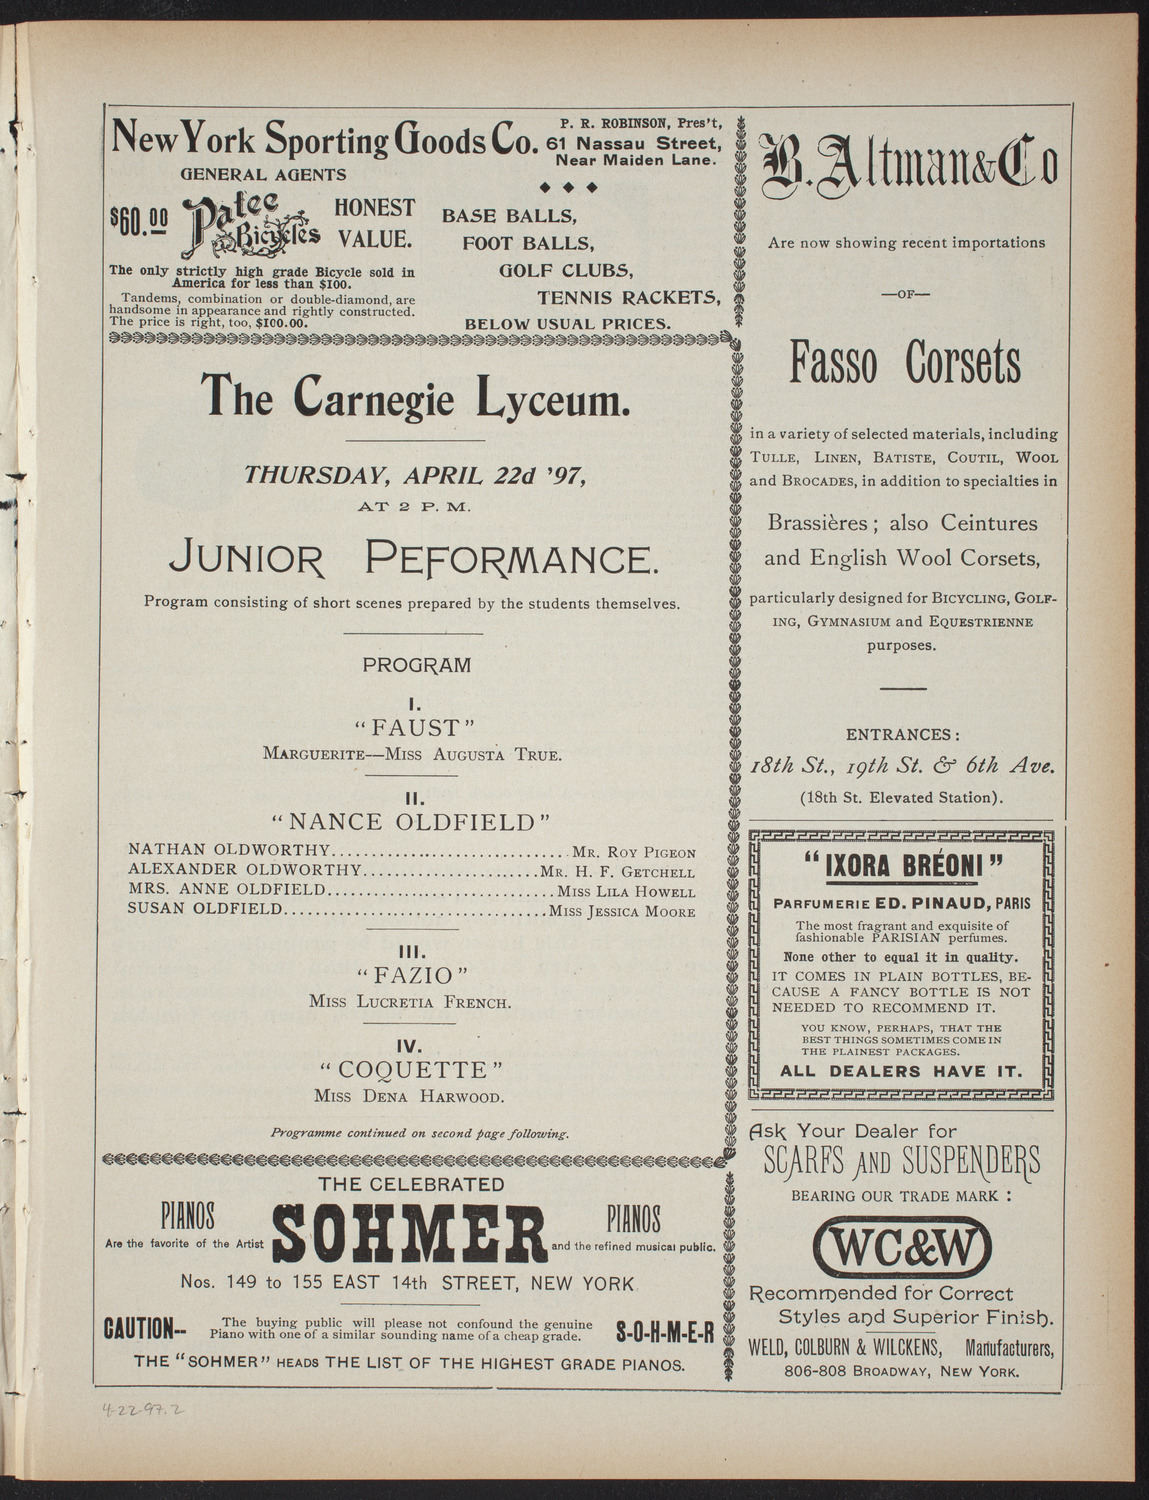 New York Sporting Goods Co.
P. R. ROBINSON, Pres't,
61 Nassau Street,
Near Maiden Lane.
GENERAL AGENTS
$60.00
Patee
Bicycles
HONEST
VALUE.
The only strictly high grade Bicycle sold in
America for less than $100.
Tandems, combination or double-diamond, are
handsome in appearance and rightly constructed.
The price is right, too, $100.00.
BASE BALLS,
FOOT BALLS,
GOLF CLUBS,
TENNIS RACKETS,
BELOW USUAL PRICES.
The Carnegie Lyceum.
THURSDAY, APRIL 22d '97,
AT 2 P. M.
JUNIOR PEFORMANCE.
Program consisting of short scenes prepared by the students themselves.
PROGRAM
I.
"FAUST"
MARGUERITE—MISS AUGUSTA TRUE.
II.
"NANCE OLDFIELD"
NATHAN OLDWORTHY..............................MR. ROY PIGEON
ALEXANDER OLDWORTHY......................MR. H. F. GETCHELL
MRS. ANNE OLDFIELD.............................MISS LILA HOWELL
SUSAN OLDFIELD.................................MISS JESSICA MOORE
III.
"FAZIO"
MISS LUCRETIA FRENCH.
IV.
"COQUETTE"
MISS DENA HARWOOD.
Programme continued on second page following.
THE CELEBRATED
PIANOS SOHMER PIANOS
Are the favorite of the Artist and the refined musical public.
Nos. 149 to 155 EAST 14th STREET, NEW YORK.
CAUTION--
The buying public will please not confound the genuine
Piano with one of a similar sounding name of a cheap grade.
S-O-H-M-E-R
THE "SOHMER" HEADS THE LIST OF THE HIGHEST GRADE PIANOS.
B. Altman & Co
Are now showing recent importations
—OF—
Fasso Corsets
in a variety of selected materials, including
TULLE, LINEN, BATISTE, COUTIL, WOOL
and BROCADES, in addition to specialties in
Brassières; also Ceintures
and English Wool Corsets,
particularly designed for BICYCLING, GOLF-
ING, GYMNASIUM and EQUESTRIENNE
purposes.
ENTRANCES:
18th St., 19th St. & 6th Ave.
(18th St. Elevated Station).
"IXORA BRÉONI"
PARFUMERIE ED. PINAUD, PARIS
The most fragrant and exquisite of
fashionable PARISIAN perfumes.
None other to equal it in quality.
IT COMES IN PLAIN BOTTLES, BE-
CAUSE A FANCY BOTTLE IS NOT
NEEDED TO RECOMMEND IT.
YOU KNOW, PERHAPS, THAT THE
BEST THINGS SOMETIMES COME IN
THE PLAINEST PACKAGES.
ALL DEALERS HAVE IT.
Ask Your Dealer for
SCARFS AND SUSPENDERS
BEARING OUR TRADE MARK:
WC&W
Recommended for Correct
Styles and Superior Finish.
WELD, COLBURN & WILCKENS, Manufacturers,
806-808 BROADWAY, NEW YORK.
4-22-97.2